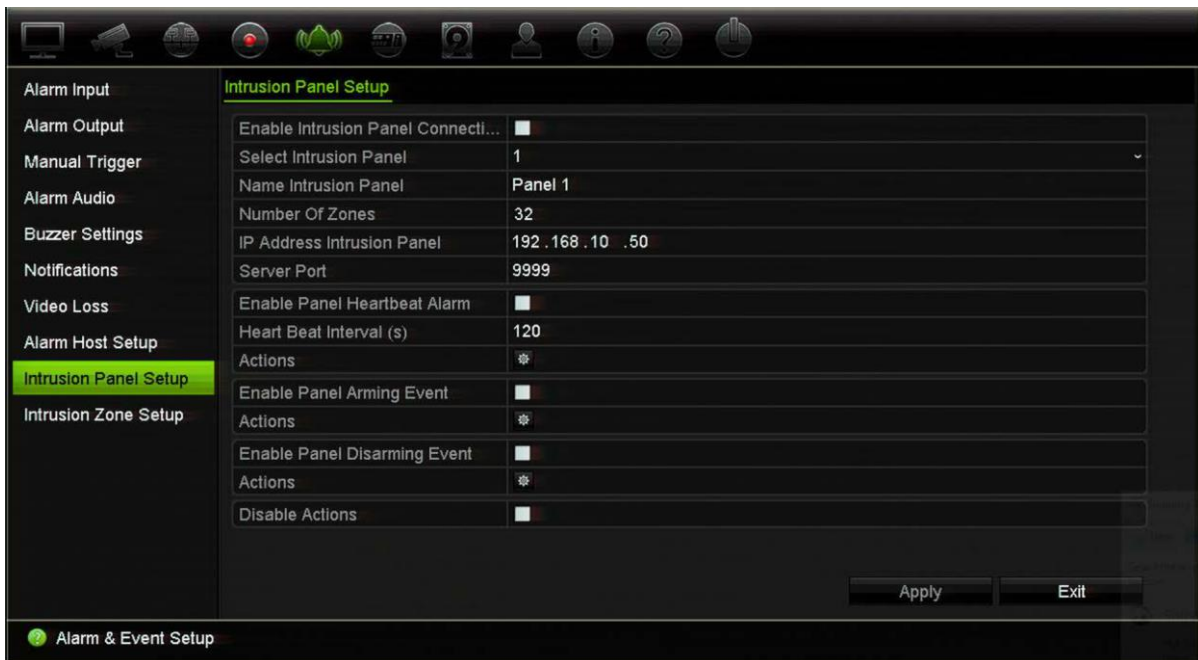 Alarm Input
Alarm Output
Manual Trigger
Alarm Audio
Buzzer Settings
Notifications
Video Loss
Alarm Host Setup
Intrusion Panel Setup
Intrusion Zone Setup
Intrusion Panel Setup
Enable Intrusion Panel Connecti...
Select Intrusion Panel 1
Name Intrusion Panel Panel 1
Number Of Zones 32
IP Address Intrusion Panel 192 .168 .10 .50
Server Port 9999
Enable Panel Heartbeat Alarm
Heart Beat Interval (s) 120
Actions
Enable Panel Arming Event
Actions
Enable Panel Disarming Event
Actions
Disable Actions
Apply Exit
Alarm & Event Setup